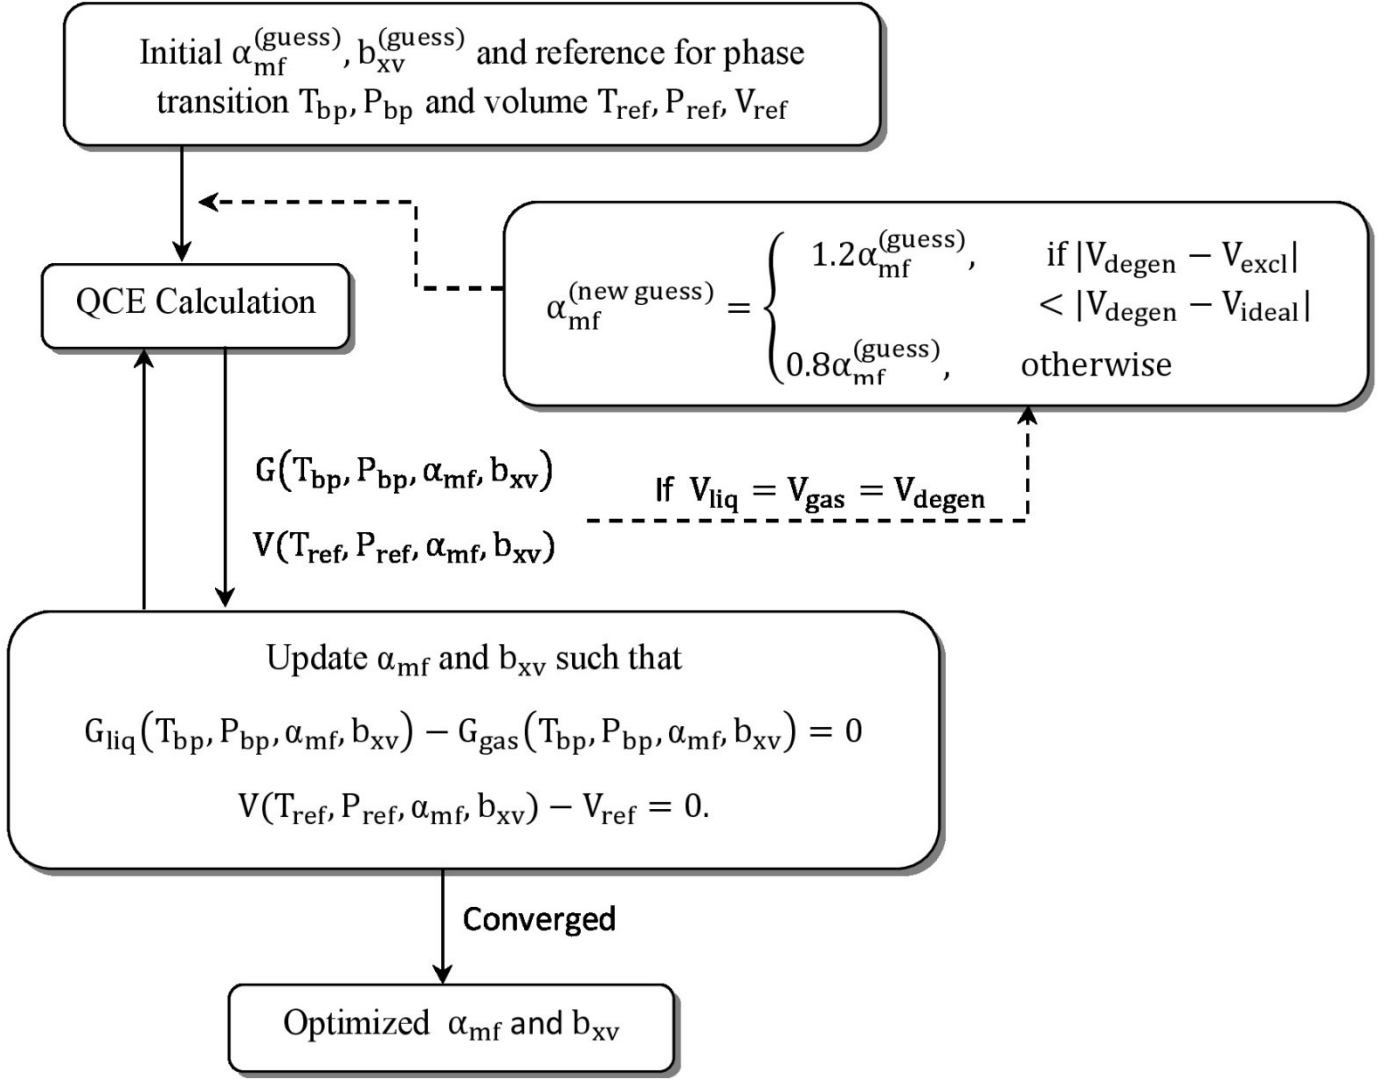 Initial α_mf^(guess), b_xv^(guess) and reference for phase
transition T_bp, P_bp and volume T_ref, P_ref, V_ref
QCE Calculation
α_mf^(new guess) = { 1.2α_mf^(guess), if |V_degen − V_excl|
< |V_degen − V_ideal|
0.8α_mf^(guess), otherwise
G(T_bp, P_bp, α_mf, b_xv)
V(T_ref, P_ref, α_mf, b_xv)
If V_liq = V_gas = V_degen
Update α_mf and b_xv such that
G_liq(T_bp, P_bp, α_mf, b_xv) − G_gas(T_bp, P_bp, α_mf, b_xv) = 0
V(T_ref, P_ref, α_mf, b_xv) − V_ref = 0.
Converged
Optimized α_mf and b_xv